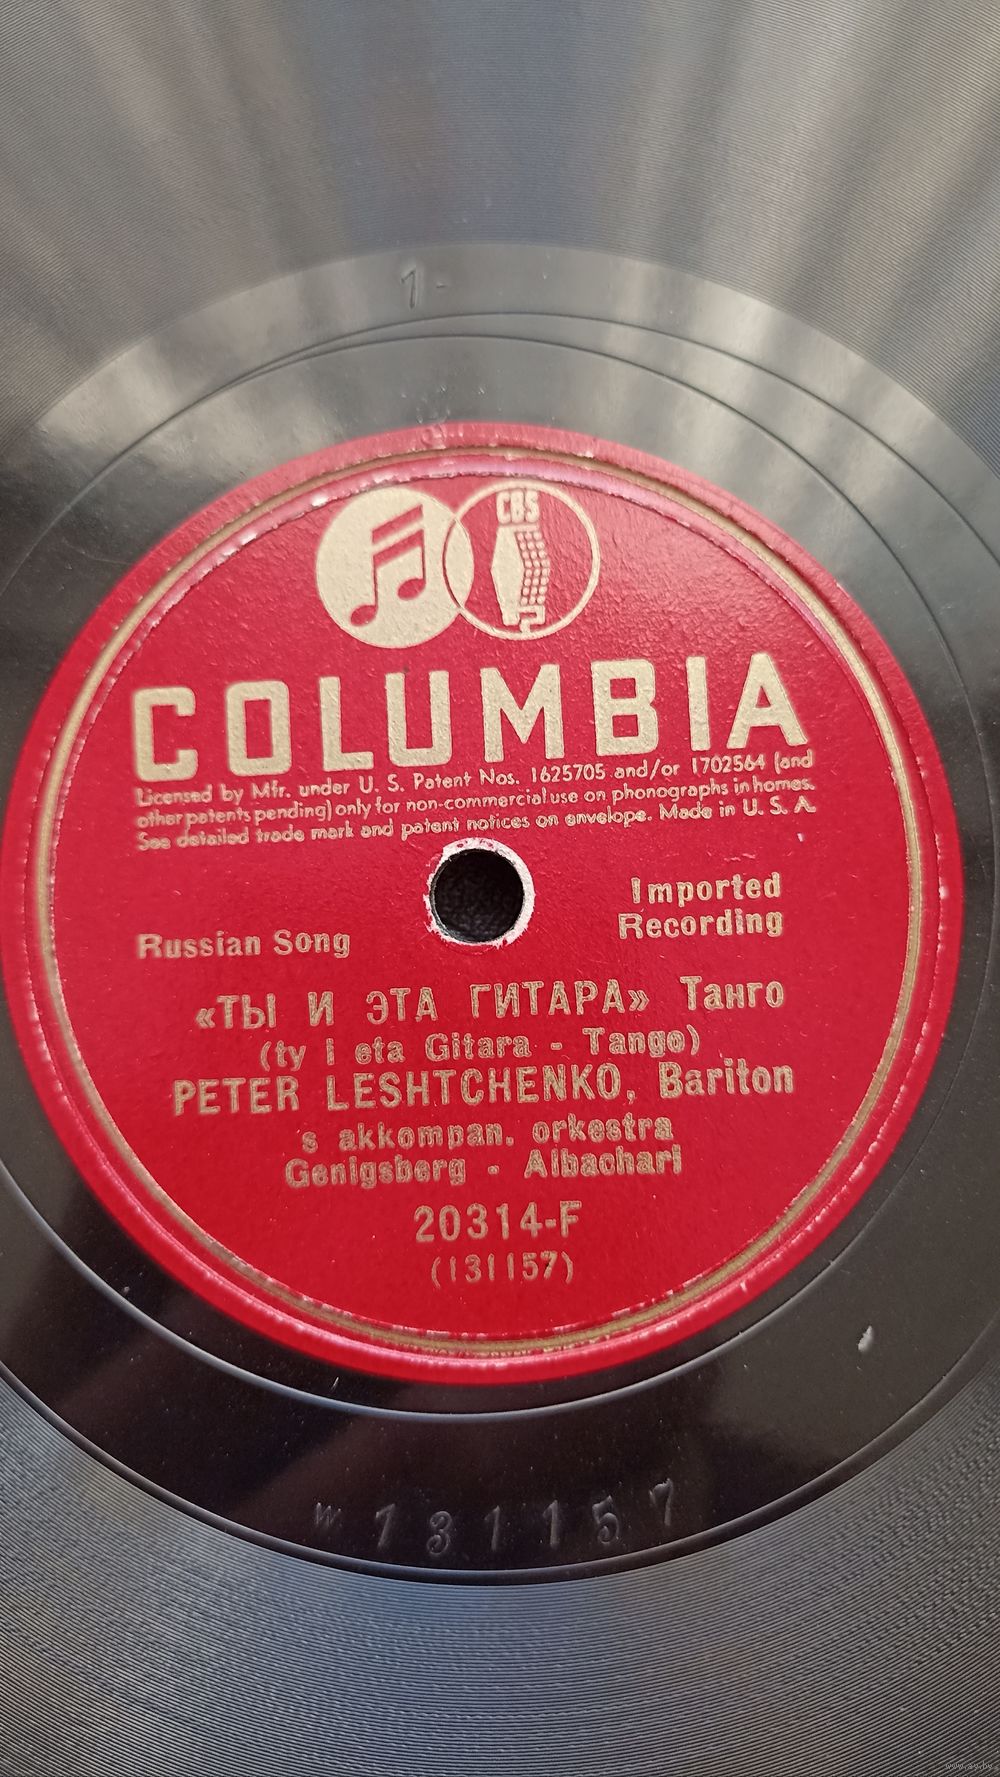 1-
CBS
COLUMBIA
Licensed by Mfr. under U. S. Patent Nos. 1625705 and/or 1702564 (and
other patents pending) only for non-commercial use on phonographs in homes.
See detailed trade mark and patent notices on envelope. Made in U. S. A.
Imported
Recording
Russian Song
«ТЫ И ЭТА ГИТАРА» Танго
(ty i eta Gitara - Tango)
PETER LESHTCHENKO, Bariton
s akkompan. orkestra
Genigsberg - Albachari
20314-F
(131157)
W 131157